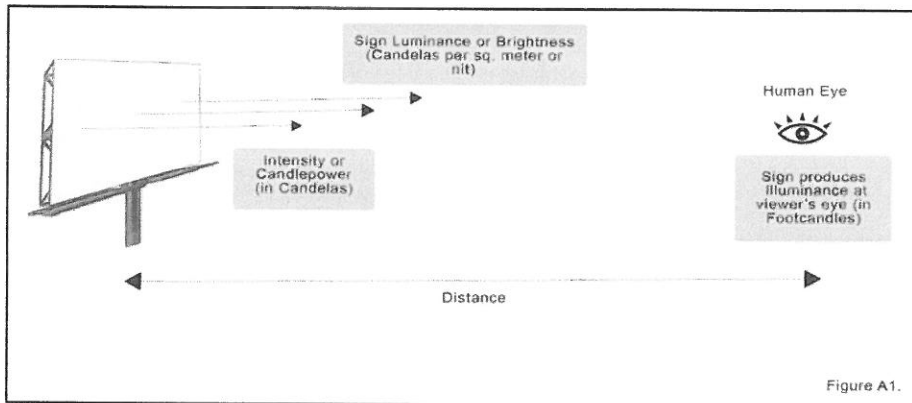 Sign Luminance or Brightness
(Candelas per sq. meter or
nit)
Human Eye
Intensity or
Candlepower
(in Candelas)
Sign produces
Illuminance at
viewer's eye (in
Footcandles)
Distance
Figure A1.